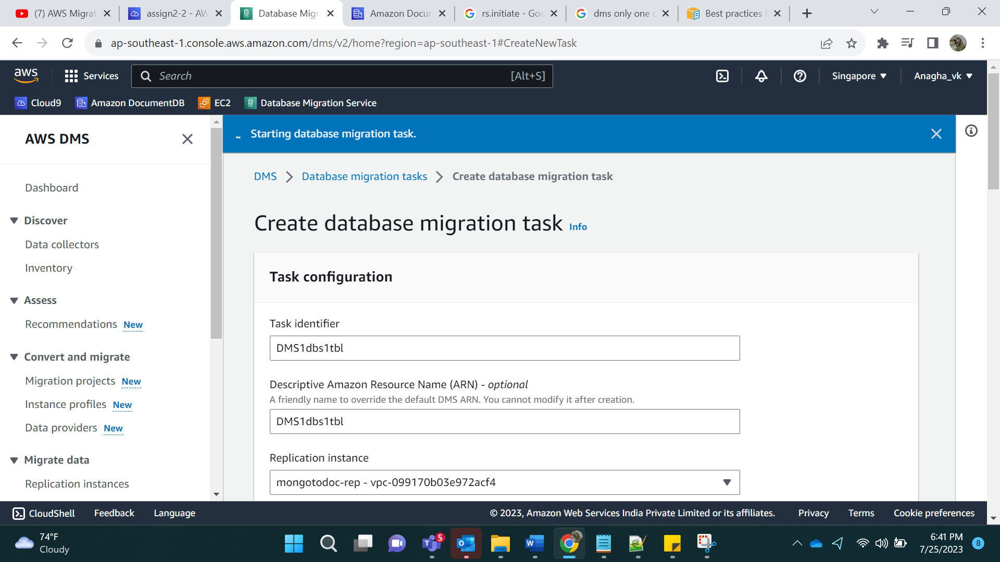 (7) AWS Migrat
assign2-2 - AW
Database Migr
Amazon Docun
rs.initiate - Goo
dms only one c
Best practices f
ap-southeast-1.console.aws.amazon.com/dms/v2/home?region=ap-southeast-1#CreateNewTask
aws
Services
Search
[Alt+S]
Singapore
Anagha_vk
Cloud9
Amazon DocumentDB
EC2
Database Migration Service
AWS DMS
Dashboard
Discover
Data collectors
Inventory
Assess
Recommendations New
Convert and migrate
Migration projects New
Instance profiles New
Data providers New
Migrate data
Replication instances
Starting database migration task.
DMS
Database migration tasks
Create database migration task
Create database migration task Info
Task configuration
Task identifier
DMS1dbs1tbl
Descriptive Amazon Resource Name (ARN) - optional
A friendly name to override the default DMS ARN. You cannot modify it after creation.
DMS1dbs1tbl
Replication instance
mongotodoc-rep - vpc-099170b03e972acf4
CloudShell
Feedback
Language
© 2023, Amazon Web Services India Private Limited or its affiliates.
Privacy
Terms
Cookie preferences
74°F
Cloudy
5
6:41 PM
7/25/2023
8